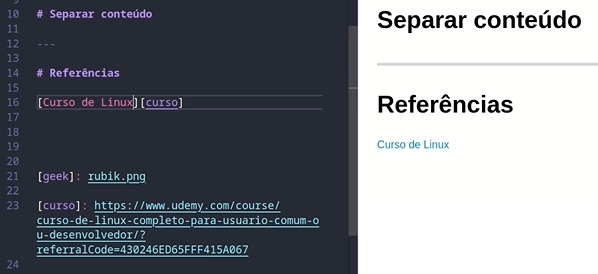 10 # Separar conteúdo
11
12 ---
13
14 # Referências
15
16 [Curso de Linux][curso]
17
18
19
20
21 [geek]: rubik.png
22
23 [curso]: https://www.udemy.com/course/
curso-de-linux-completo-para-usuario-comum-o
u-desenvolvedor/?
referralCode=430246ED65FFF415A067
24
Separar conteúdo
Referências
Curso de Linux